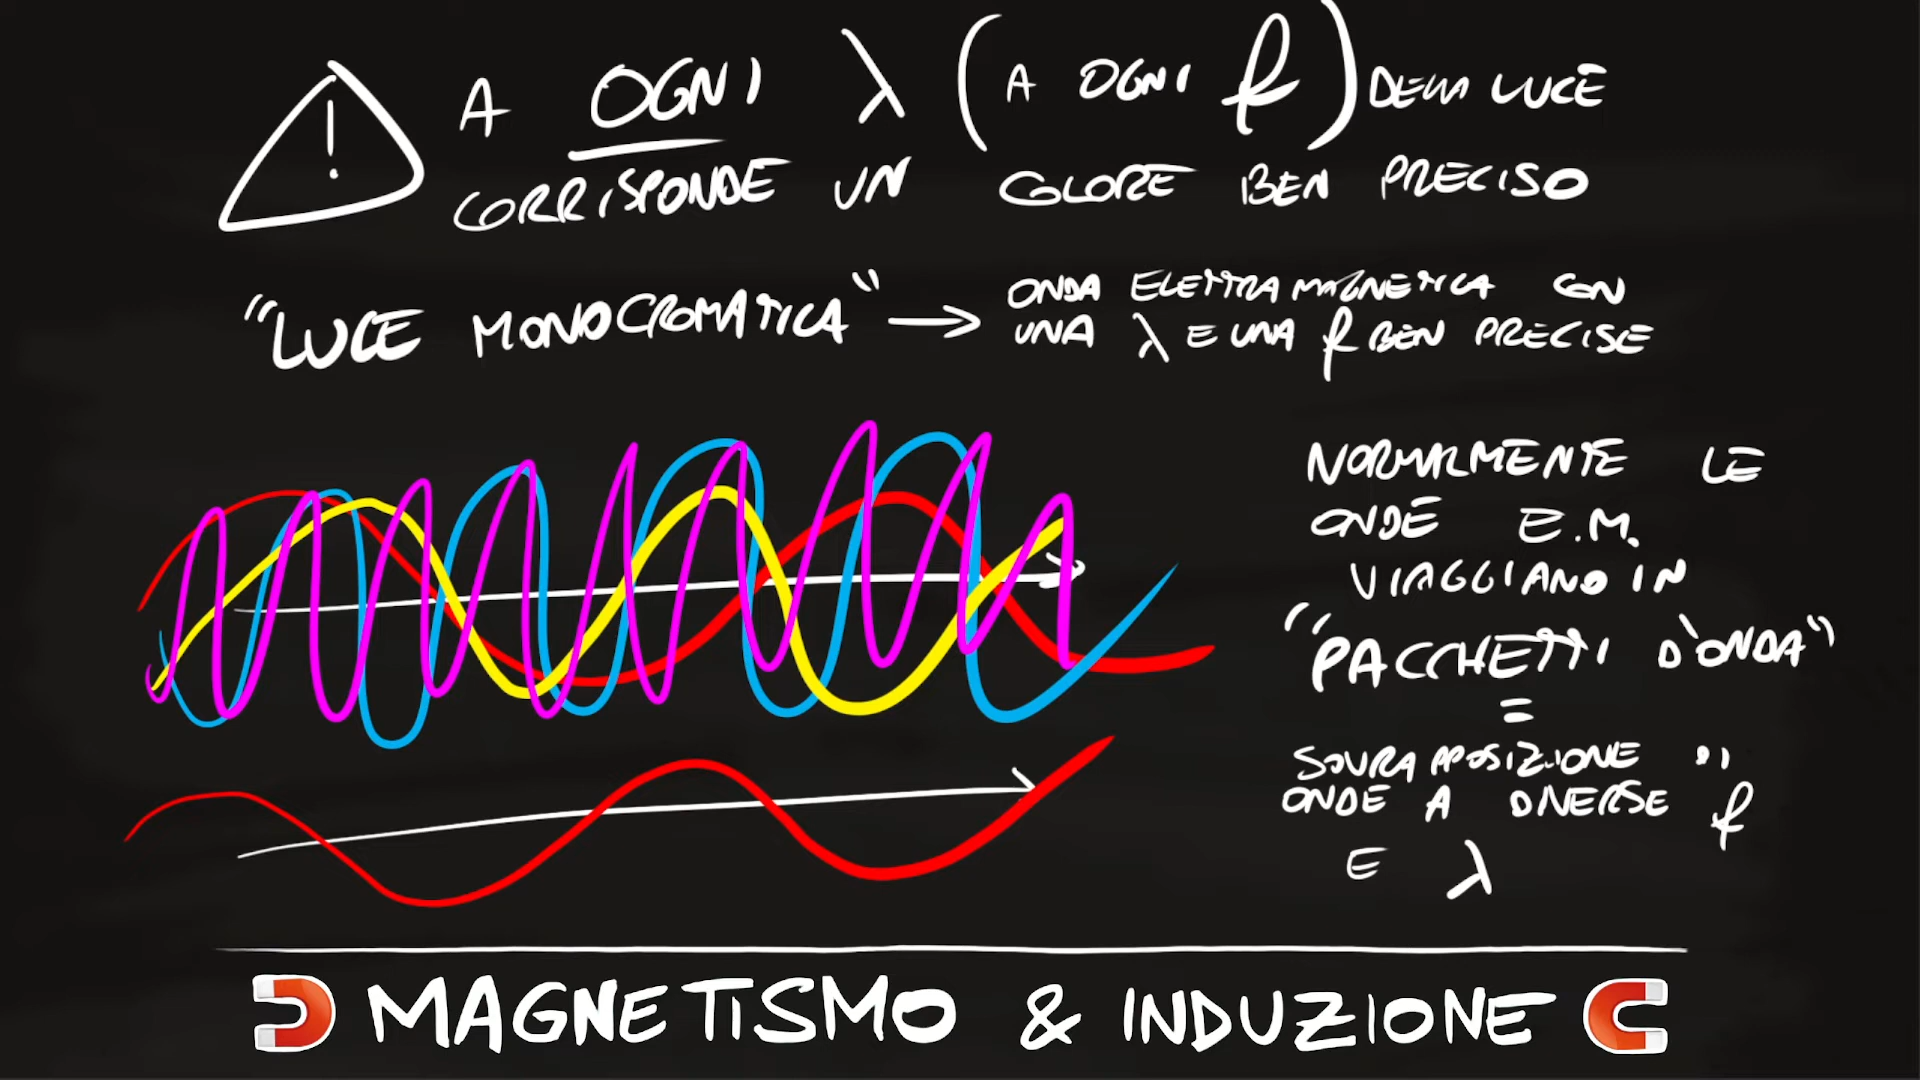 ! A OGNI λ (A OGNI f) DELLA LUCE
CORRISPONDE UN COLORE BEN PRECISO
"LUCE MONOCROMATICA" → ONDA ELETTRAMAGNETICA CON
UNA λ E UNA f BEN PRECISE
NORMALMENTE LE
ONDE E.M.
VIAGGIANO IN
"PACCHETTI D'ONDA"
=
SOVRAPPOSIZIONE DI
ONDE A DIVERSE f
E λ
MAGNETISMO & INDUZIONE